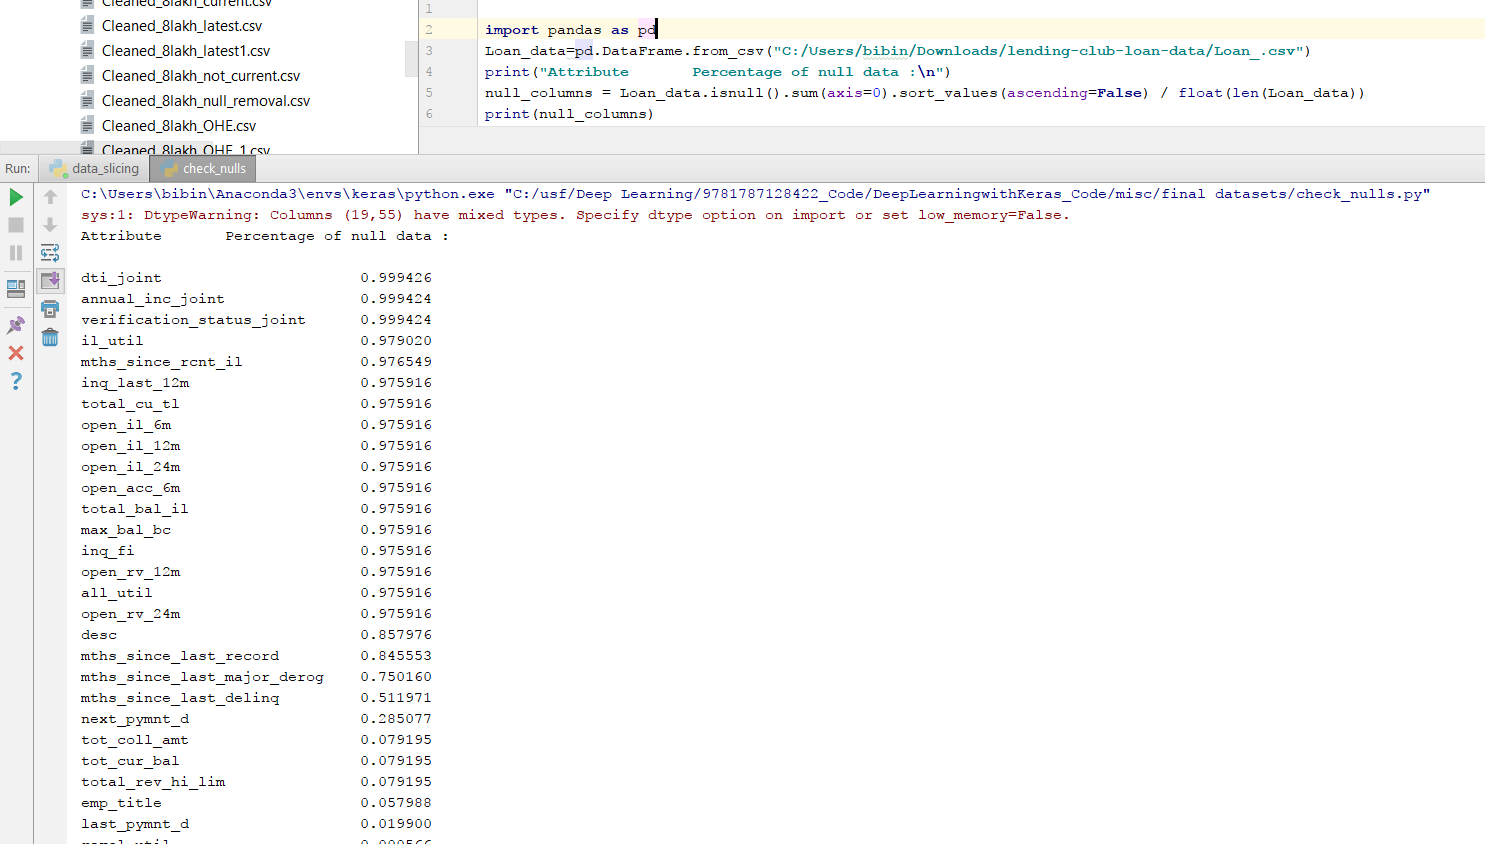 Cleaned_8lakh_current.csv
Cleaned_8lakh_latest.csv
Cleaned_8lakh_latest1.csv
Cleaned_8lakh_not_current.csv
Cleaned_8lakh_null_removal.csv
Cleaned_8lakh_OHE.csv
Cleaned_8lakh_OHE_1.csv
1
2 import pandas as pd
3 Loan_data=pd.DataFrame.from_csv("C:/Users/bibin/Downloads/lending-club-loan-data/Loan_.csv")
4 print("Attribute        Percentage of null data :\n")
5 null_columns = Loan_data.isnull().sum(axis=0).sort_values(ascending=False) / float(len(Loan_data))
6 print(null_columns)
Run: data_slicing check_nulls
C:\Users\bibin\Anaconda3\envs\keras\python.exe "C:/usf/Deep Learning/9781787128422_Code/DeepLearningwithKeras_Code/misc/final datasets/check_nulls.py"
sys:1: DtypeWarning: Columns (19,55) have mixed types. Specify dtype option on import or set low_memory=False.
Attribute        Percentage of null data :
dti_joint 0.999426
annual_inc_joint 0.999424
verification_status_joint 0.999424
il_util 0.979020
mths_since_rcnt_il 0.976549
inq_last_12m 0.975916
total_cu_tl 0.975916
open_il_6m 0.975916
open_il_12m 0.975916
open_il_24m 0.975916
open_acc_6m 0.975916
total_bal_il 0.975916
max_bal_bc 0.975916
inq_fi 0.975916
open_rv_12m 0.975916
all_util 0.975916
open_rv_24m 0.975916
desc 0.857976
mths_since_last_record 0.845553
mths_since_last_major_derog 0.750160
mths_since_last_delinq 0.511971
next_pymnt_d 0.285077
tot_coll_amt 0.079195
tot_cur_bal 0.079195
total_rev_hi_lim 0.079195
emp_title 0.057988
last_pymnt_d 0.019900